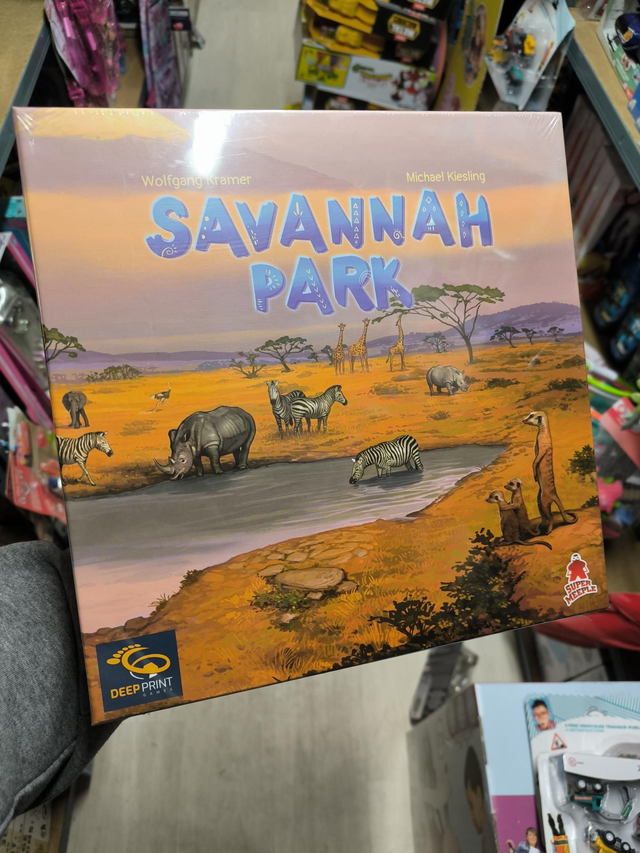 Wolfgang Kramer
Michael Kiesling
SAVANNAH
PARK
SUPER
MEEPLE
DEEP PRINT
GAMES